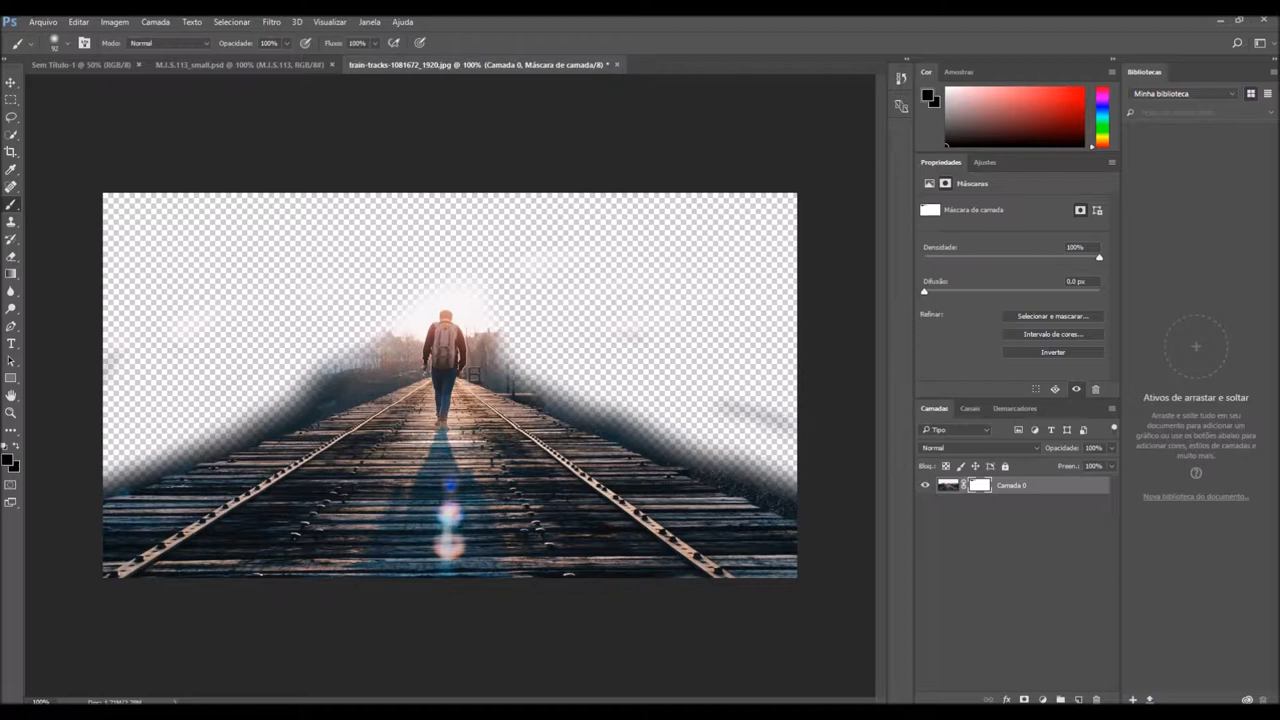 Ps Arquivo Editar Imagem Camada Texto Selecionar Filtro 3D Visualizar Janela Ajuda
92 Modo: Normal Opacidade: 100% Fluxo: 100%
Sem Título-1 @ 50% (RGB/8) × M.I.S.113_small.psd @ 100% (M.I.S.113, RGB/8#) × train-tracks-1081672_1920.jpg @ 100% (Camada 0, Máscara de camada/8) * ×
Cor Amostras
Bibliotecas
Minha biblioteca
Propriedades Ajustes
Máscaras
Máscara de camada
Densidade: 100%
Difusão: 0,0 px
Refinar: Selecionar e mascarar...
Intervalo de cores...
Inverter
Ativos de arrastar e soltar
Arraste e solte tudo em seu
documento para adicionar um
gráfico ou use os botões abaixo para
adicionar cores, estilos de camadas e
muito mais.
Nova biblioteca do documento...
Camadas Canais Demarcadores
Tipo
Normal Opacidade: 100%
Bloq.: Preen.: 100%
Camada 0
fx
100%